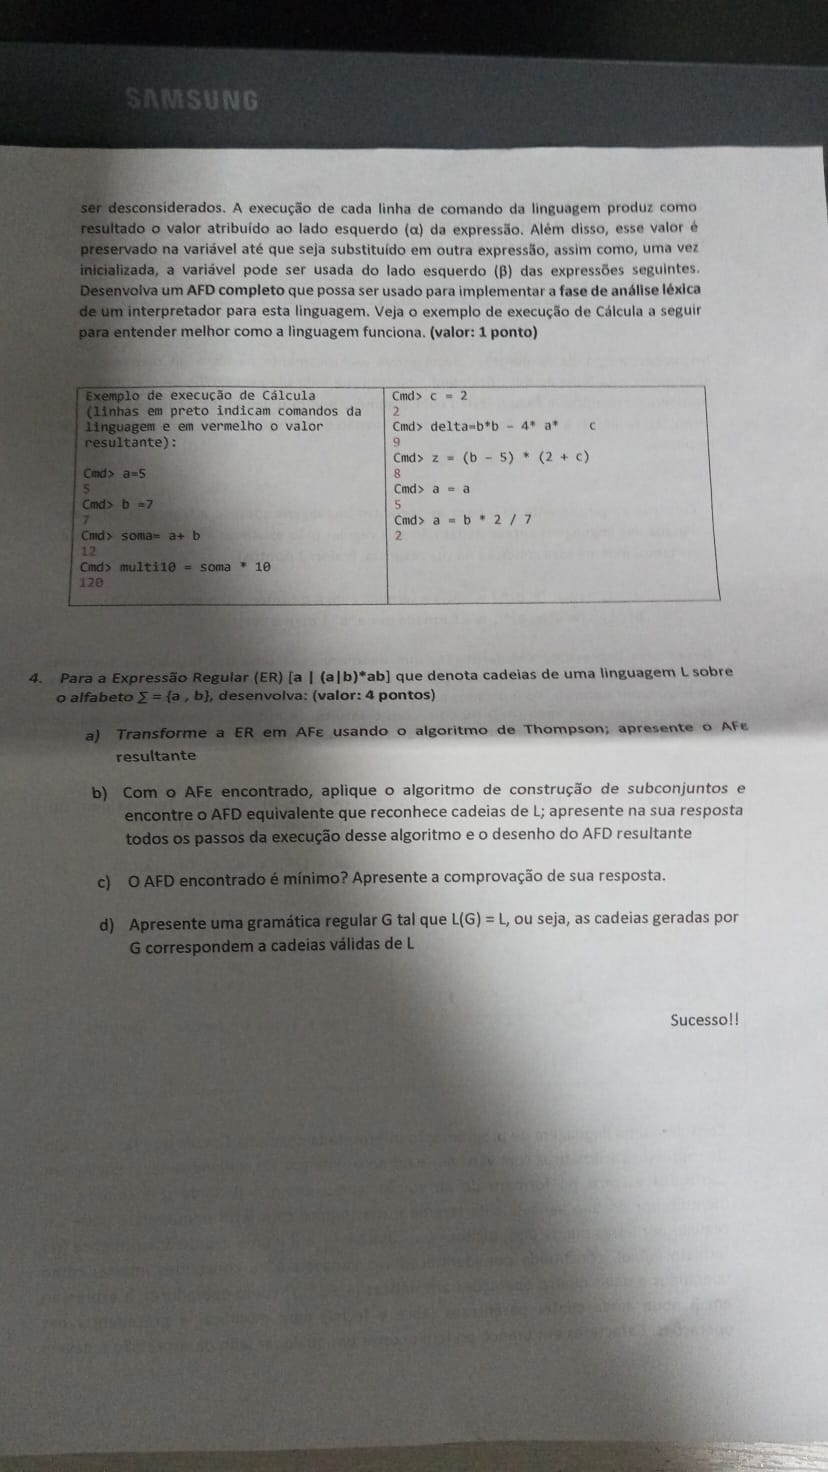 SAMSUNG
ser desconsiderados. A execução de cada linha de comando da linguagem produz como
resultado o valor atribuído ao lado esquerdo (α) da expressão. Além disso, esse valor é
preservado na variável até que seja substituído em outra expressão, assim como, uma vez
inicializada, a variável pode ser usada do lado esquerdo (β) das expressões seguintes.
Desenvolva um AFD completo que possa ser usado para implementar a fase de análise léxica
de um interpretador para esta linguagem. Veja o exemplo de execução de Cálcula a seguir
para entender melhor como a linguagem funciona. (valor: 1 ponto)
Exemplo de execução de Cálcula
(linhas em preto indicam comandos da
linguagem e em vermelho o valor
resultante):
Cmd> a=5
5
Cmd> b =7
7
Cmd> soma= a+ b
12
Cmd> multi10 = soma * 10
120
Cmd> c = 2
2
Cmd> delta=b*b - 4* a* c
9
Cmd> z = (b - 5) * (2 + c)
8
Cmd> a = a
5
Cmd> a = b * 2 / 7
2
4. Para a Expressão Regular (ER) [a | (a|b)*ab] que denota cadeias de uma linguagem L sobre
o alfabeto ∑ = {a , b}, desenvolva: (valor: 4 pontos)
a) Transforme a ER em AFε usando o algoritmo de Thompson; apresente o AFε
resultante
b) Com o AFε encontrado, aplique o algoritmo de construção de subconjuntos e
encontre o AFD equivalente que reconhece cadeias de L; apresente na sua resposta
todos os passos da execução desse algoritmo e o desenho do AFD resultante
c) O AFD encontrado é mínimo? Apresente a comprovação de sua resposta.
d) Apresente uma gramática regular G tal que L(G) = L, ou seja, as cadeias geradas por
G correspondem a cadeias válidas de L
Sucesso!!